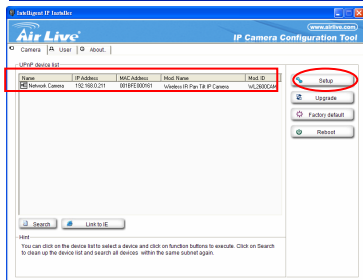 Intelligent IP Installer
Air Live®
www.airlive.com
IP Camera Configuration Tool
Camera User About..
UPnP device list
Name IP Address MAC Address Mod. Name Mod. ID
Network Camera 192.168.0.211 001BFE000161 Wireless IR Pan Tilt IP Camera WL2600CAM
Setup
Upgrade
Factory default
Reboot
Search Link to IE
Hint
You can click on the device list to select a device and click on function buttons to execute. Click on Search
to clean up the device list and search all devices within the same subnet again.